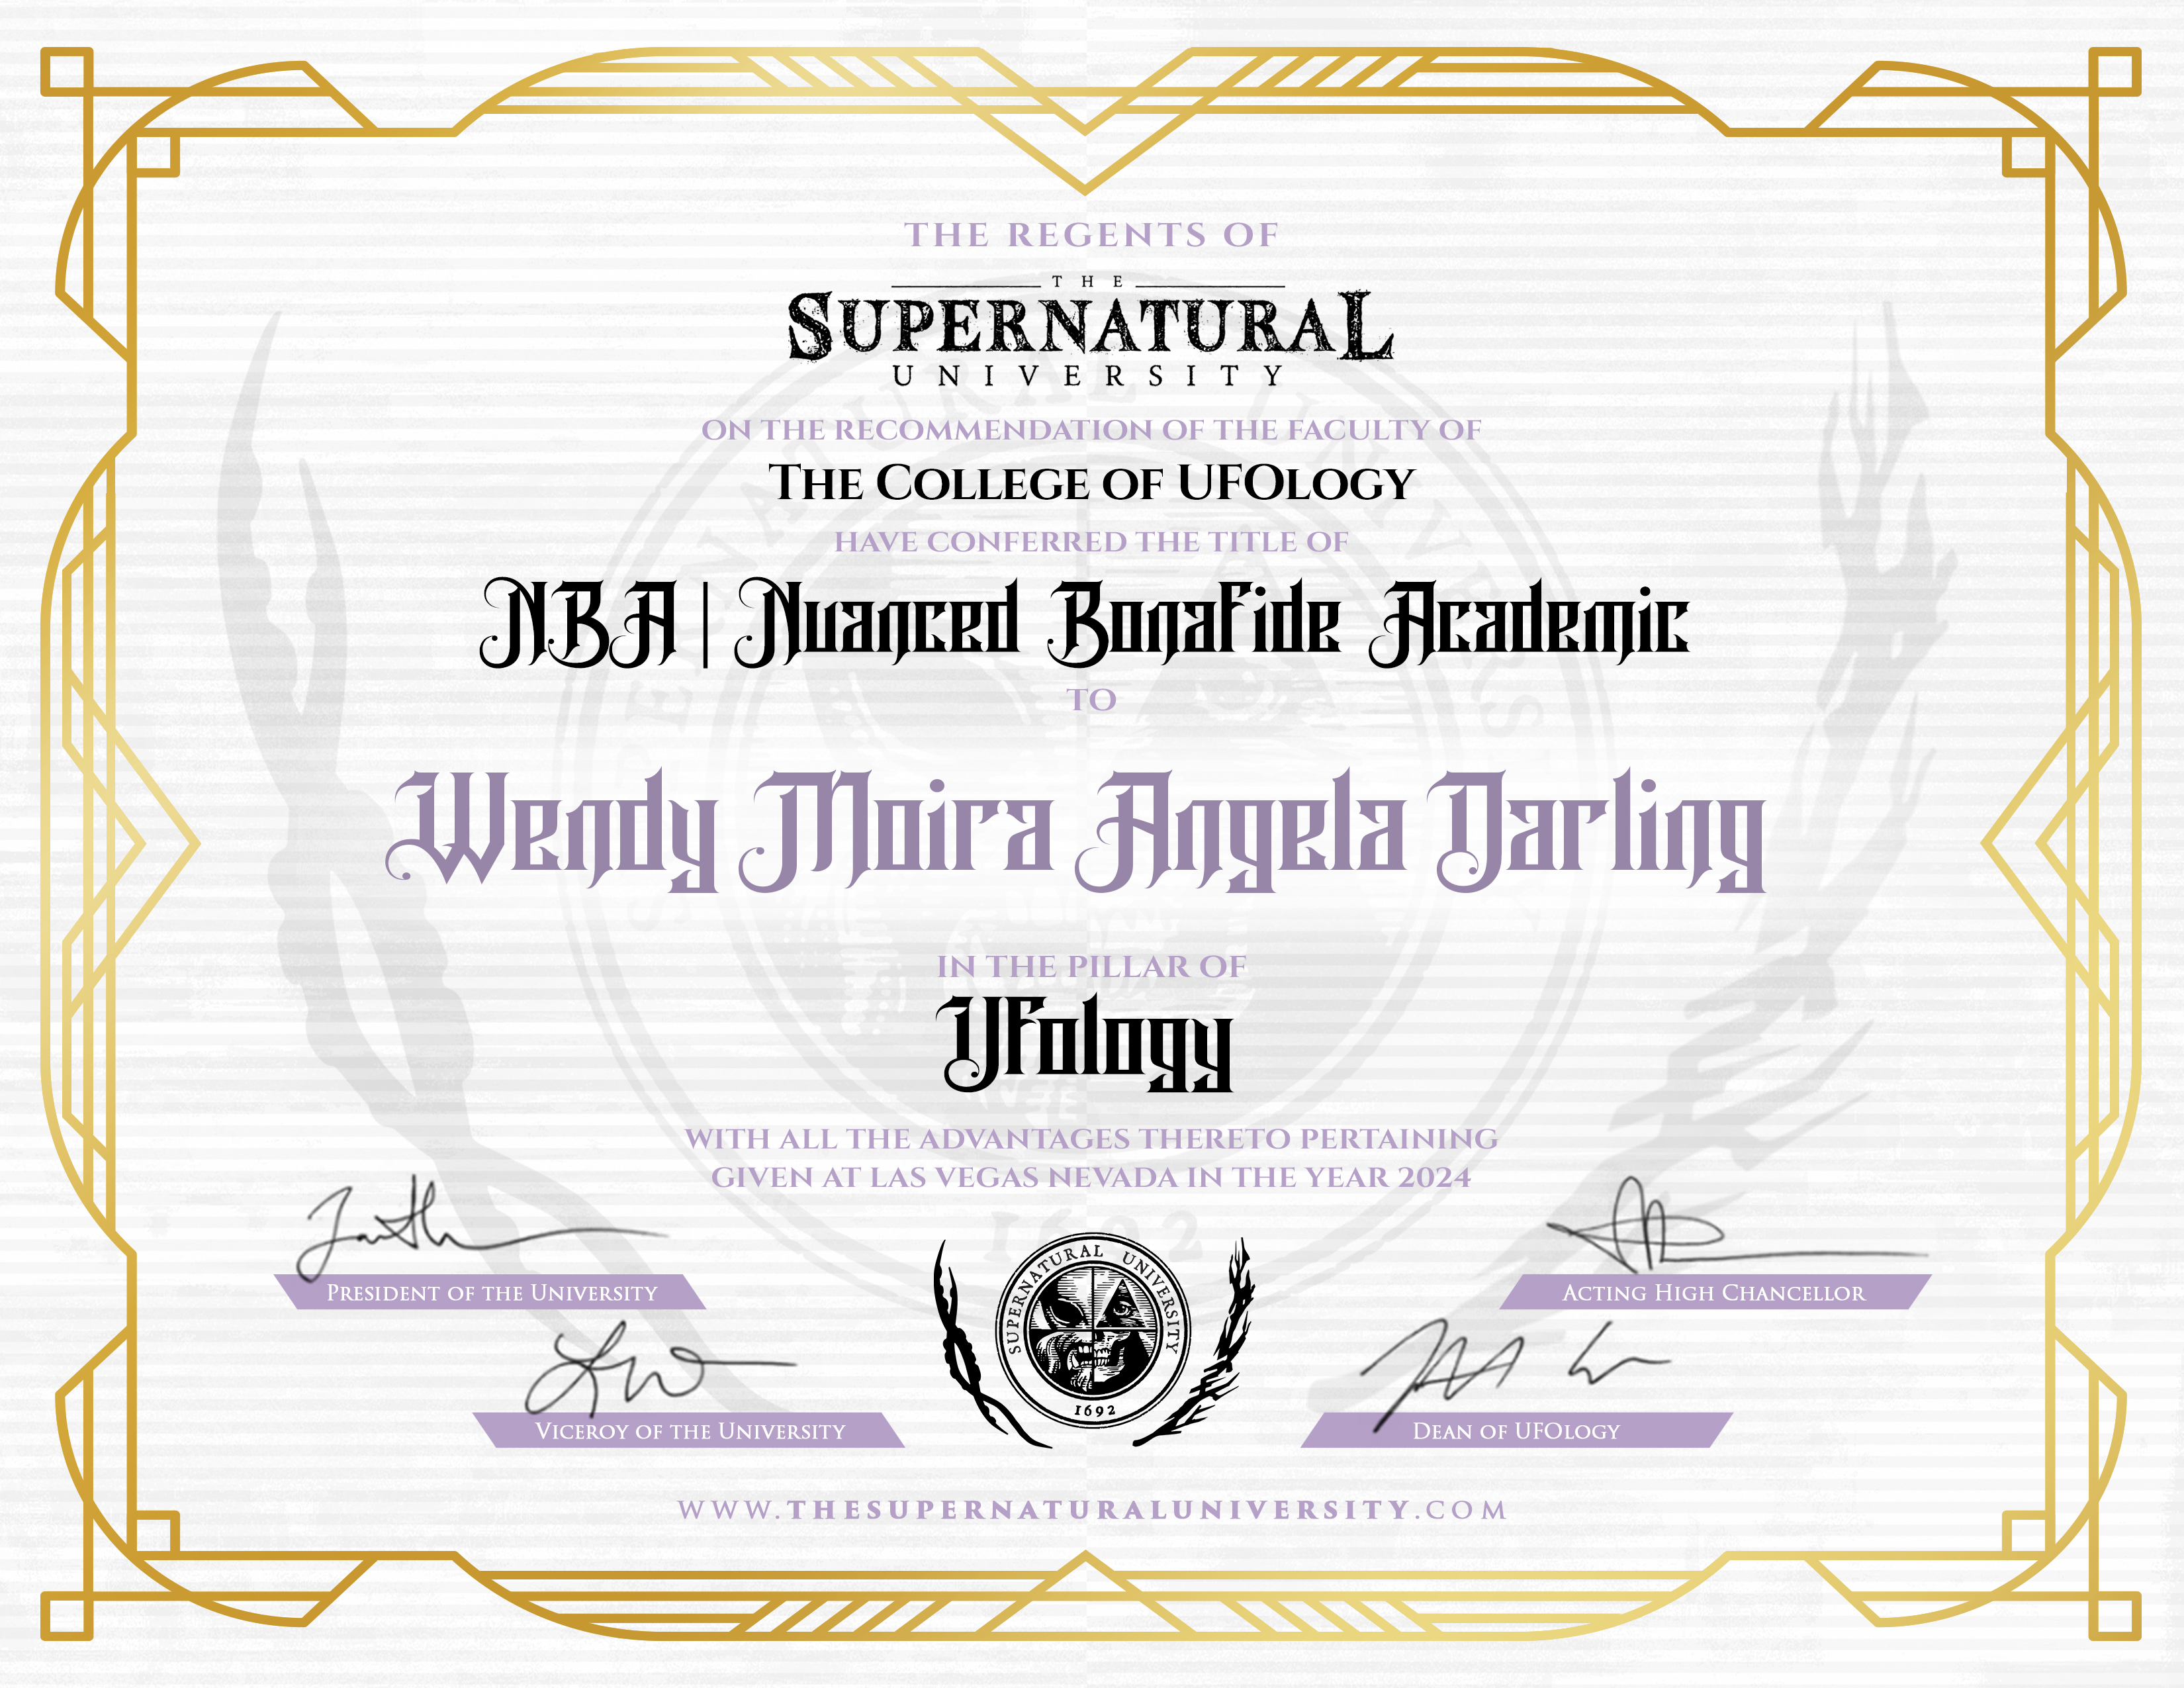 THE REGENTS OF
THE
SUPERNATURAL
UNIVERSITY
ON THE RECOMMENDATION OF THE FACULTY OF
THE COLLEGE OF UFOLOGY
HAVE CONFERRED THE TITLE OF
NBA | Nuanced Bonafide Academic
TO
Wendy Moira Angela Darling
IN THE PILLAR OF
UFology
WITH ALL THE ADVANTAGES THERETO PERTAINING
GIVEN AT LAS VEGAS NEVADA IN THE YEAR 2024
PRESIDENT OF THE UNIVERSITY
ACTING HIGH CHANCELLOR
VICEROY OF THE UNIVERSITY
DEAN OF UFOLOGY
SUPERNATURAL UNIVERSITY
1692
WWW.THESUPERNATURALUNIVERSITY.COM